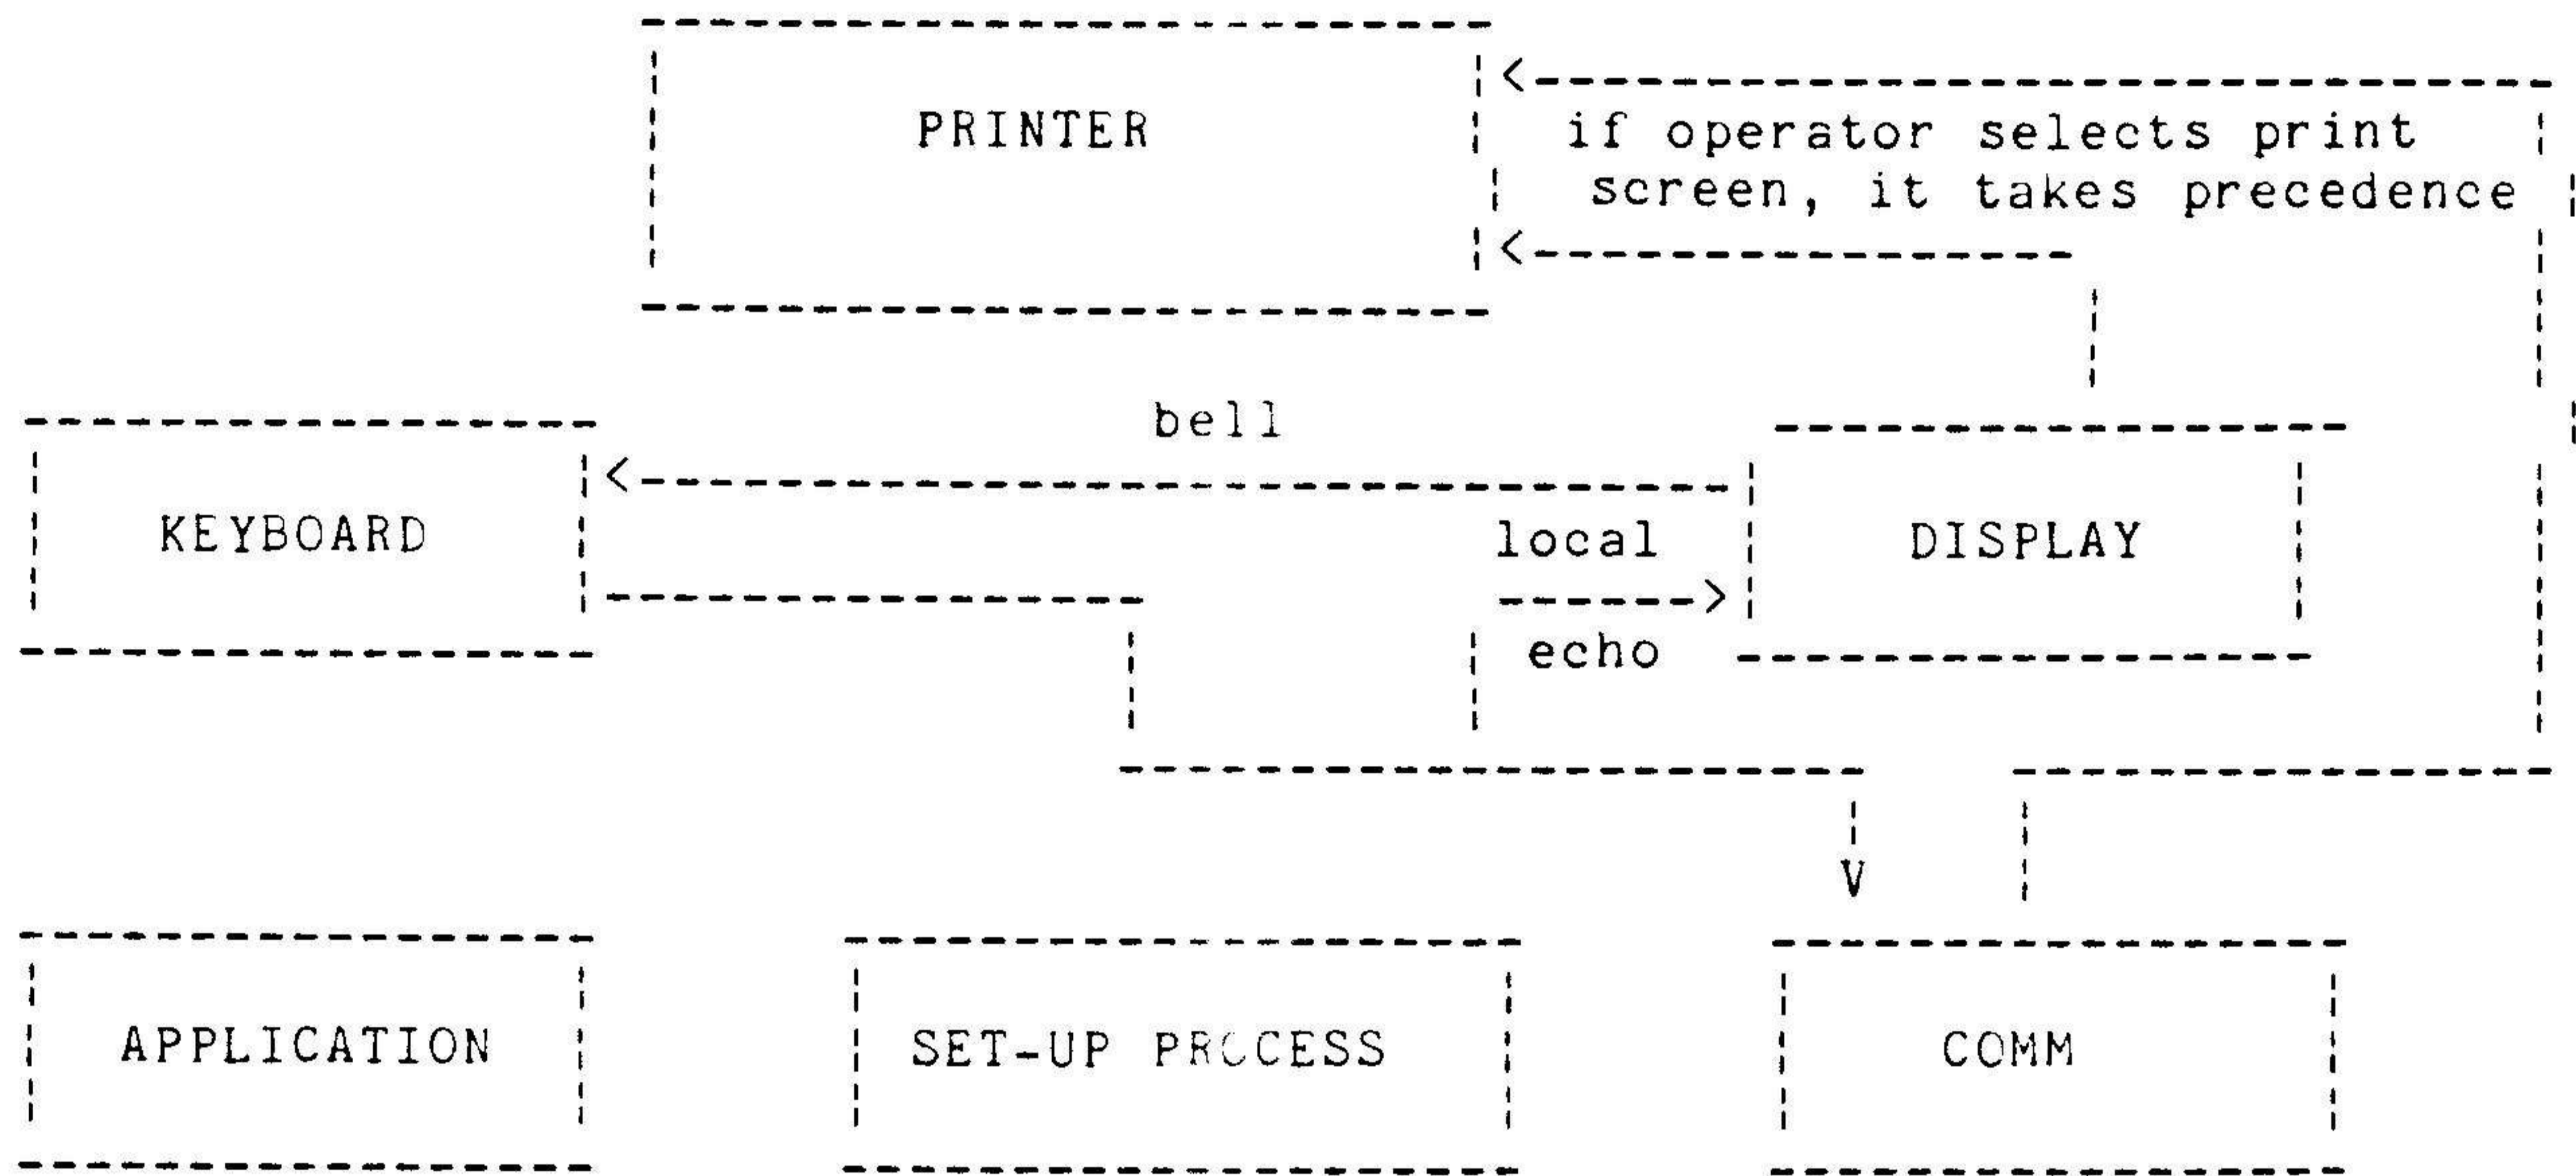 PRINTER
if operator selects print
screen, it takes precedence
bell
KEYBOARD
local
DISPLAY
echo
APPLICATION
SET-UP PROCESS
COMM